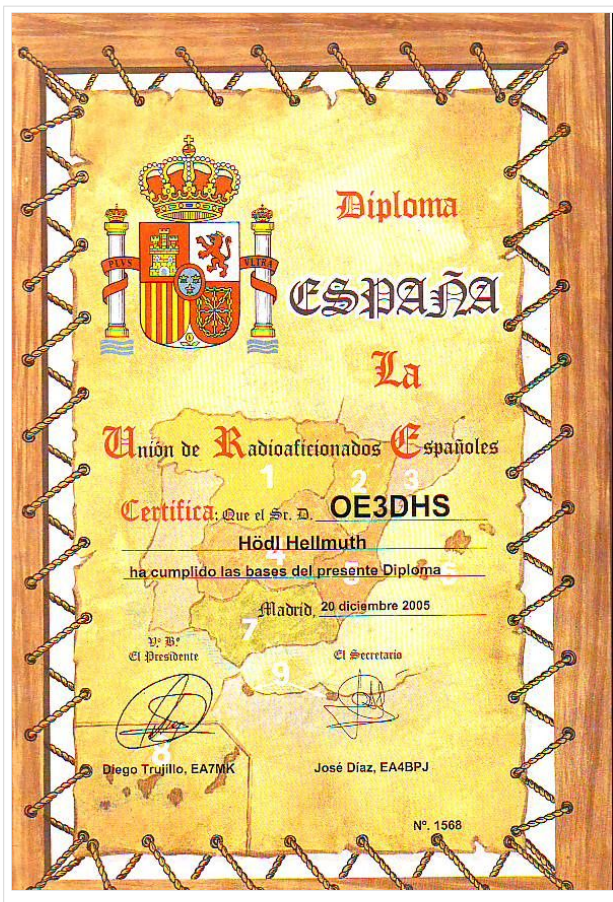 Diploma
PLVS VLTRA
ESPAÑA
La
Unión de Radioaficionados Españoles
1 2 3
Certifica: Que el Sr. D. OE3DHS
Hödl Hellmuth
4
ha cumplido las bases del presente Diploma
5 6
Madrid, 20 diciembre 2005
7
Vº Bº
El Presidente El Secretario
9
8
Diego Trujillo, EA7MK José Díaz, EA4BPJ
Nº. 1568